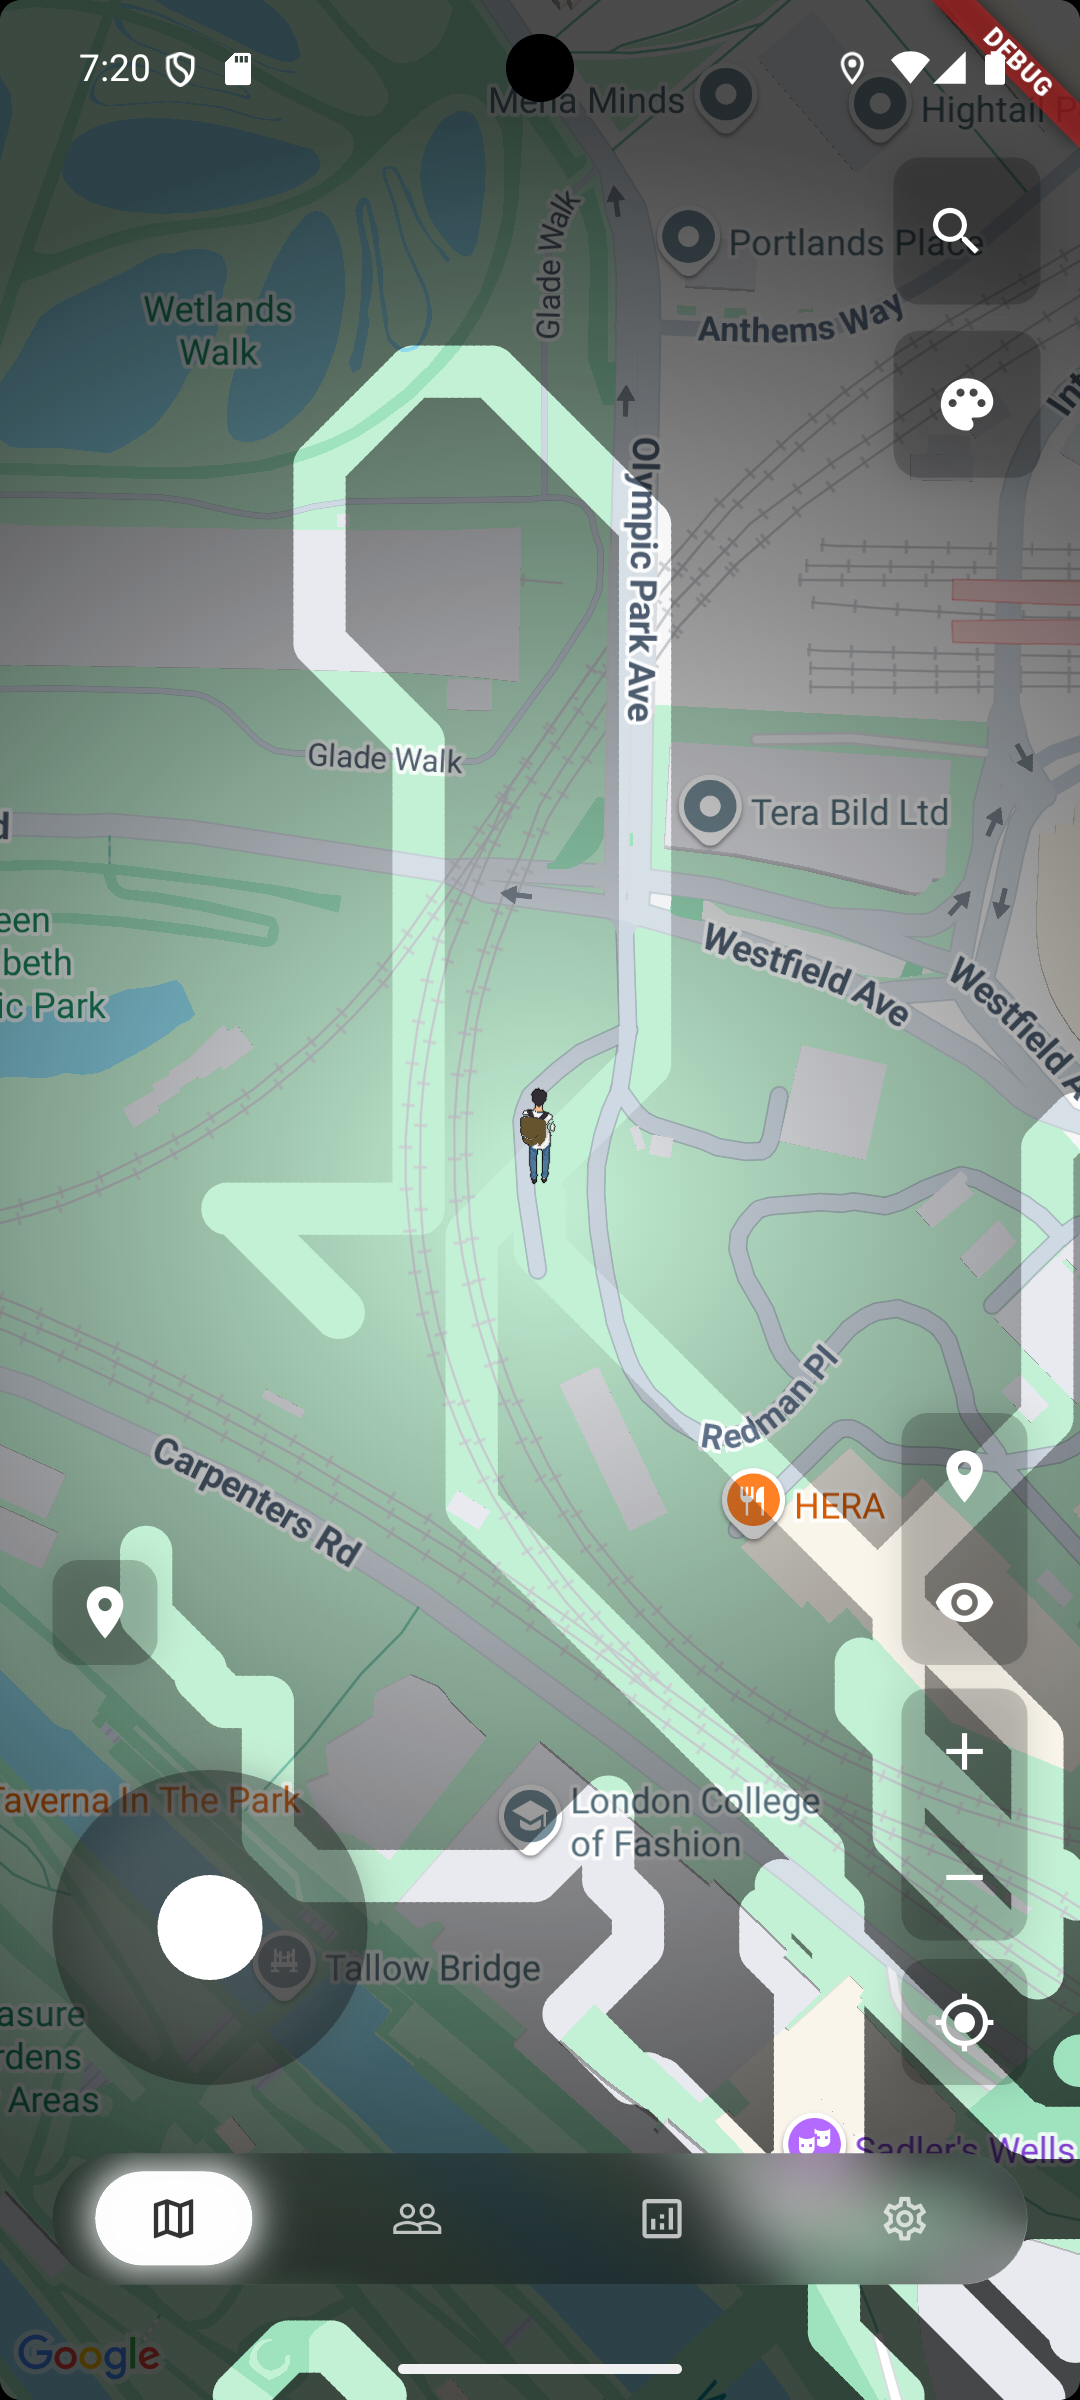 7:20
DEBUG
Mena Minds
Hightail P
Glade Walk
Portlands Place
Wetlands
Walk
Anthems Way
Int
Olympic Park Ave
Glade Walk
Tera Bild Ltd
d
een
beth
ic Park
Westfield Ave
Westfield A
Redman Pl
Carpenters Rd
HERA
Taverna In The Park
London College
of Fashion
Tallow Bridge
asure
rdens
Areas
Sadler's Wells
Google